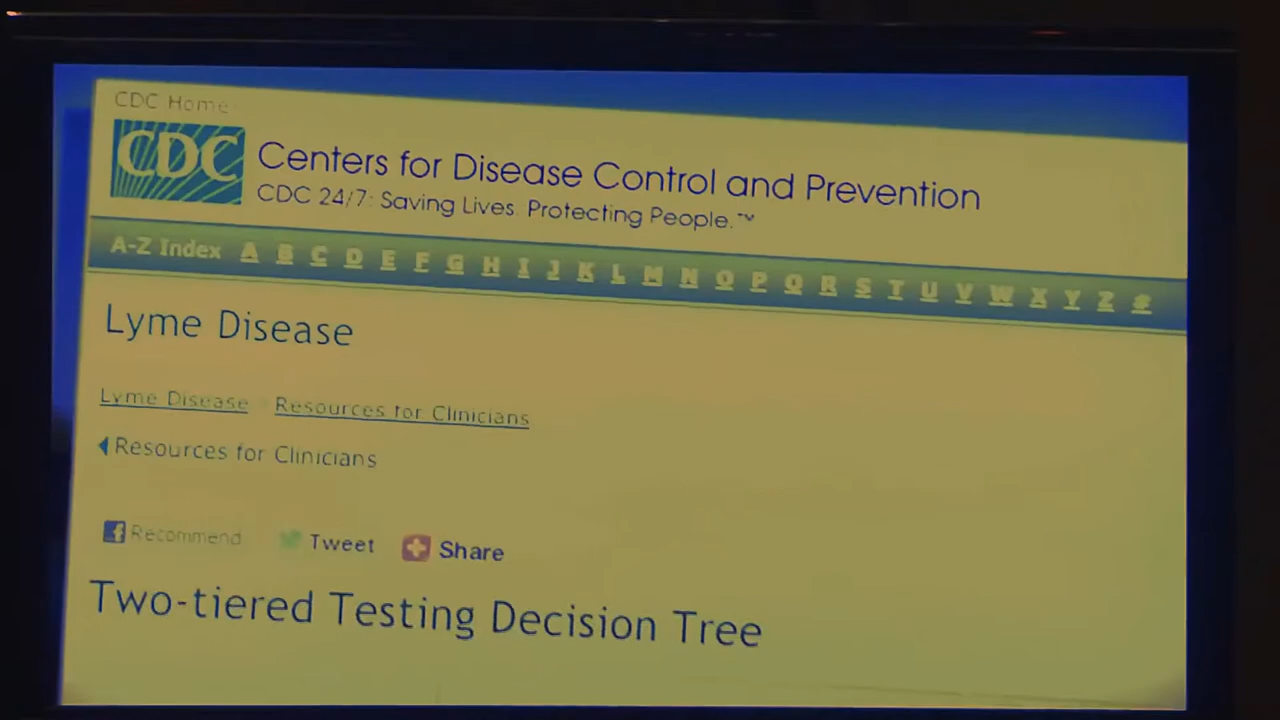 CDC Home
CDC
Centers for Disease Control and Prevention
CDC 24/7: Saving Lives. Protecting People.™
A-Z Index A B C D E F G H I J K L M N O P Q R S T U V W X Y Z #
Lyme Disease
Lyme Disease Resources for Clinicians
Resources for Clinicians
f Recommend Tweet Share
Two-tiered Testing Decision Tree